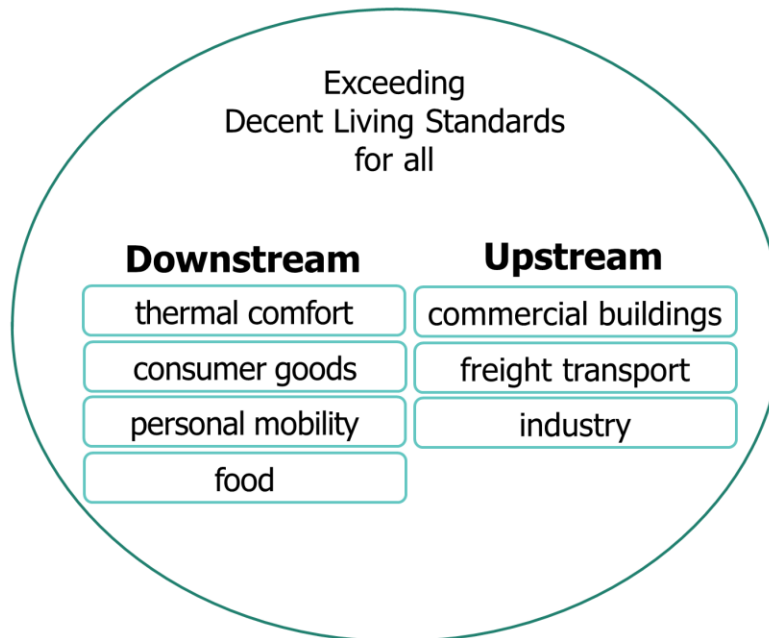 Exceeding
Decent Living Standards
for all
Downstream
thermal comfort
consumer goods
personal mobility
food
Upstream
commercial buildings
freight transport
industry